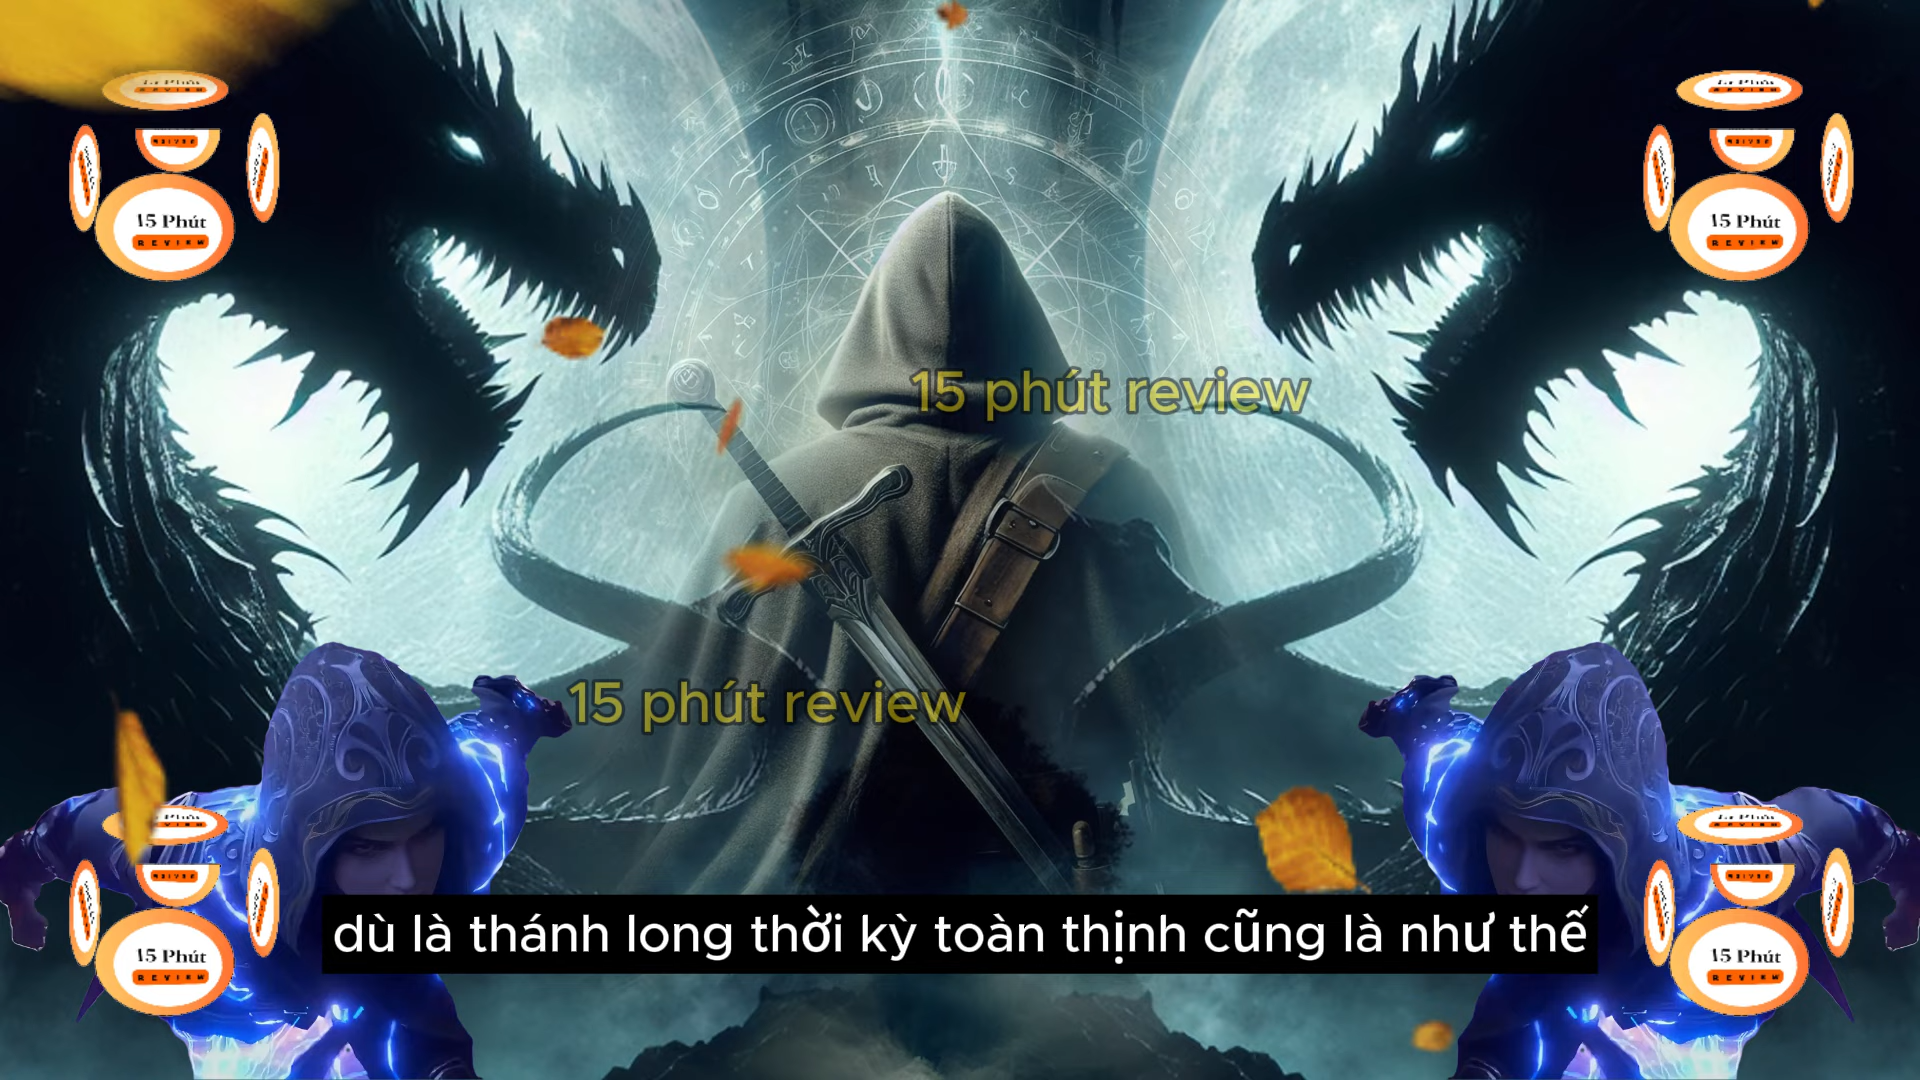 15 Phút
REVIEW
15 Phút
REVIEW
15 phút review
15 phút review
dù là thánh long thời kỳ toàn thịnh cũng là như thế
15 Phút
REVIEW
15 Phút
REVIEW